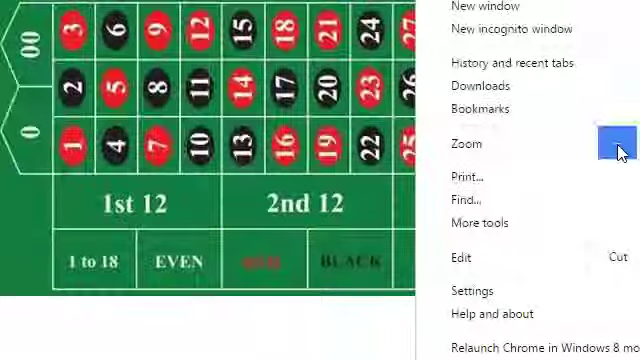 00 3 6 9 12 15 18 21 24 27
2 5 8 11 14 17 20 23 26
0 1 4 7 10 13 16 19 22 25
1st 12 2nd 12
1 to 18 EVEN RED BLACK
New window
New incognito window
History and recent tabs
Downloads
Bookmarks
Zoom −
Print...
Find...
More tools
Edit Cut
Settings
Help and about
Relaunch Chrome in Windows 8 mo